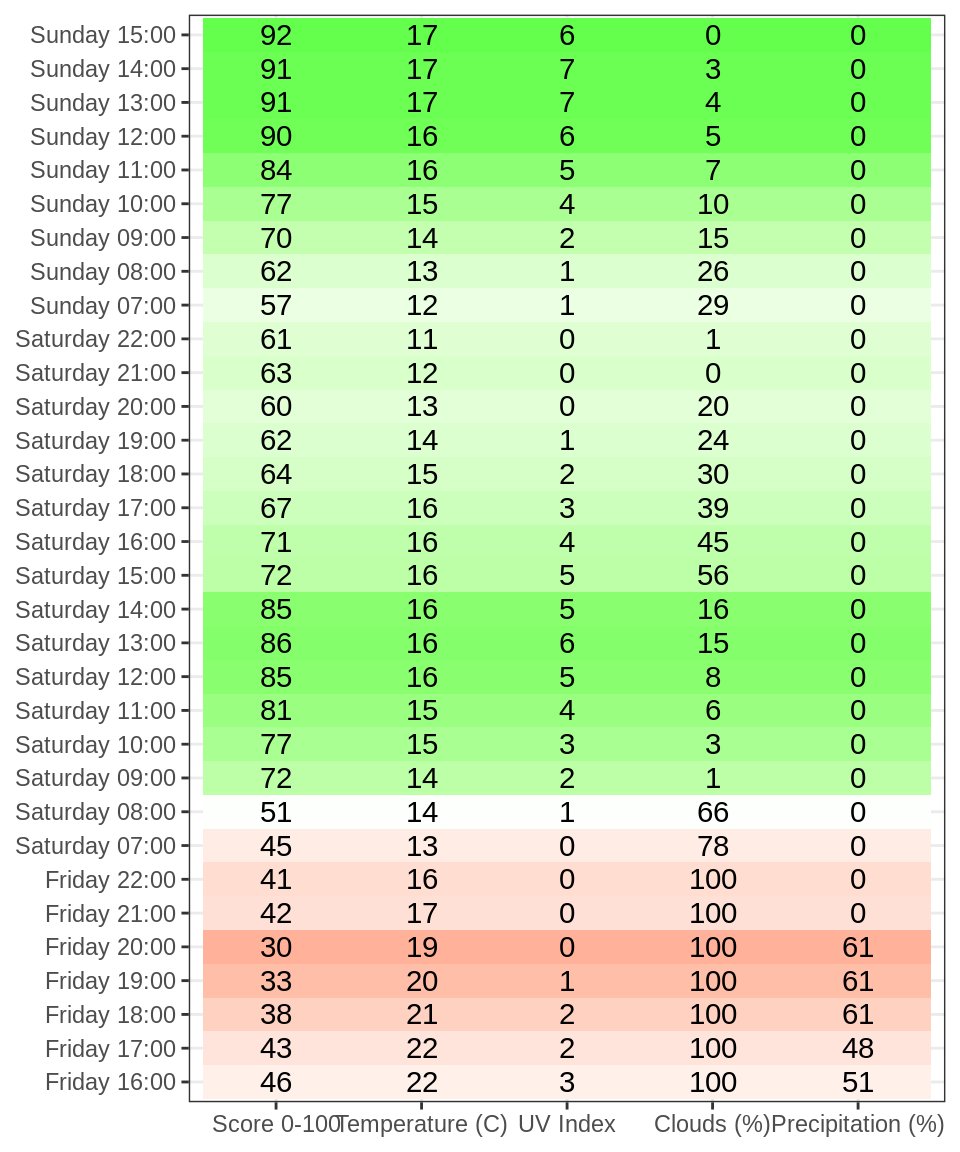 Sunday 15:00 92 17 6 0 0
Sunday 14:00 91 17 7 3 0
Sunday 13:00 91 17 7 4 0
Sunday 12:00 90 16 6 5 0
Sunday 11:00 84 16 5 7 0
Sunday 10:00 77 15 4 10 0
Sunday 09:00 70 14 2 15 0
Sunday 08:00 62 13 1 26 0
Sunday 07:00 57 12 1 29 0
Saturday 22:00 61 11 0 1 0
Saturday 21:00 63 12 0 0 0
Saturday 20:00 60 13 0 20 0
Saturday 19:00 62 14 1 24 0
Saturday 18:00 64 15 2 30 0
Saturday 17:00 67 16 3 39 0
Saturday 16:00 71 16 4 45 0
Saturday 15:00 72 16 5 56 0
Saturday 14:00 85 16 5 16 0
Saturday 13:00 86 16 6 15 0
Saturday 12:00 85 16 5 8 0
Saturday 11:00 81 15 4 6 0
Saturday 10:00 77 15 3 3 0
Saturday 09:00 72 14 2 1 0
Saturday 08:00 51 14 1 66 0
Saturday 07:00 45 13 0 78 0
Friday 22:00 41 16 0 100 0
Friday 21:00 42 17 0 100 0
Friday 20:00 30 19 0 100 61
Friday 19:00 33 20 1 100 61
Friday 18:00 38 21 2 100 61
Friday 17:00 43 22 2 100 48
Friday 16:00 46 22 3 100 51
Score 0-100 Temperature (C) UV Index Clouds (%) Precipitation (%)